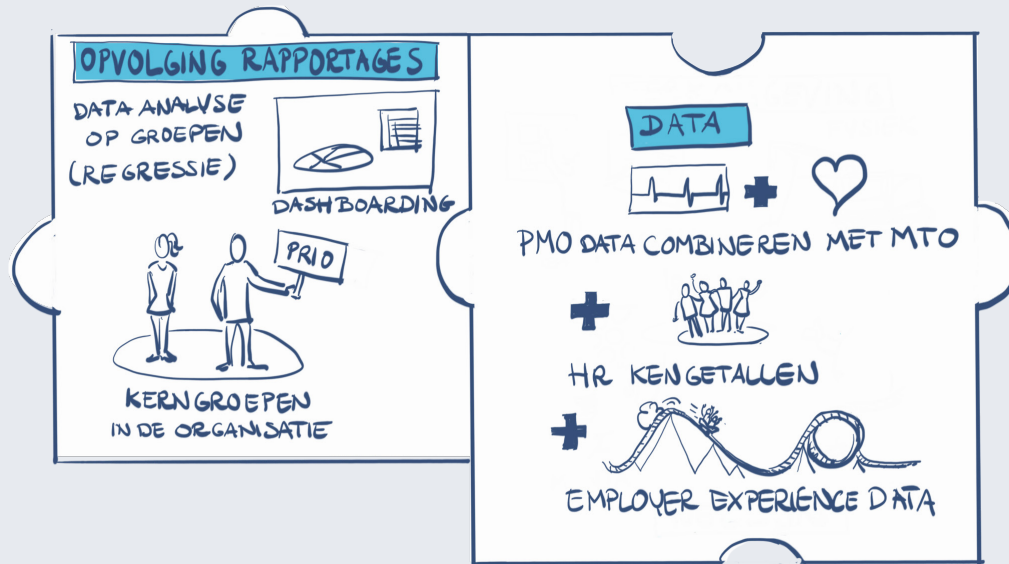 OPVOLGING RAPPORTAGES
DATA ANALYSE
OP GROEPEN
(REGRESSIE)
DASHBOARDING
PRIO
KERNGROEPEN
IN DE ORGANISATIE
DATA
PMO DATA COMBINEREN MET MTO
HR KENGETALLEN
EMPLOYER EXPERIENCE DATA